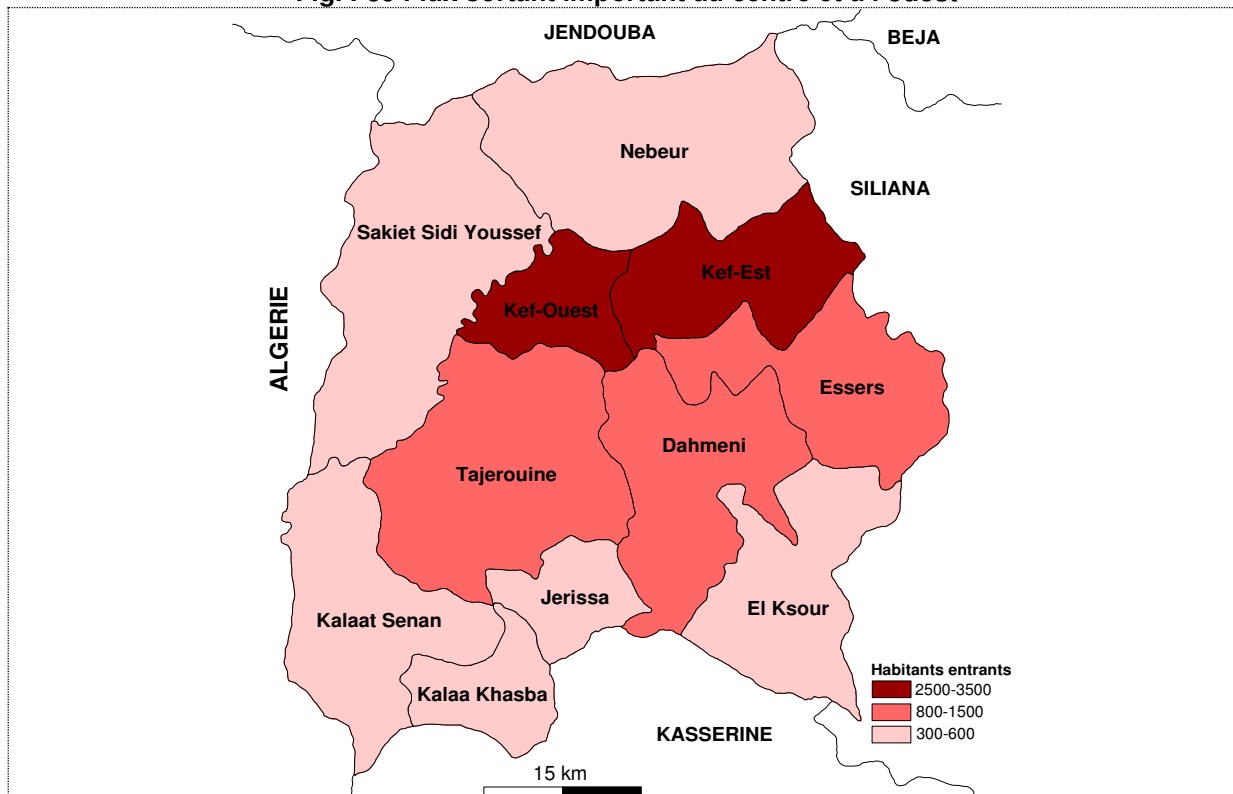 JENDOUBA
BEJA
Nebeur
SILIANA
Sakiet Sidi Youssef
Kef-Est
Kef-Ouest
ALGERIE
Essers
Dahmeni
Tajerouine
Jerissa
El Ksour
Kalaat Senan
Kalaa Khasba
KASSERINE
Habitants entrants
2500-3500
800-1500
300-600
15 km